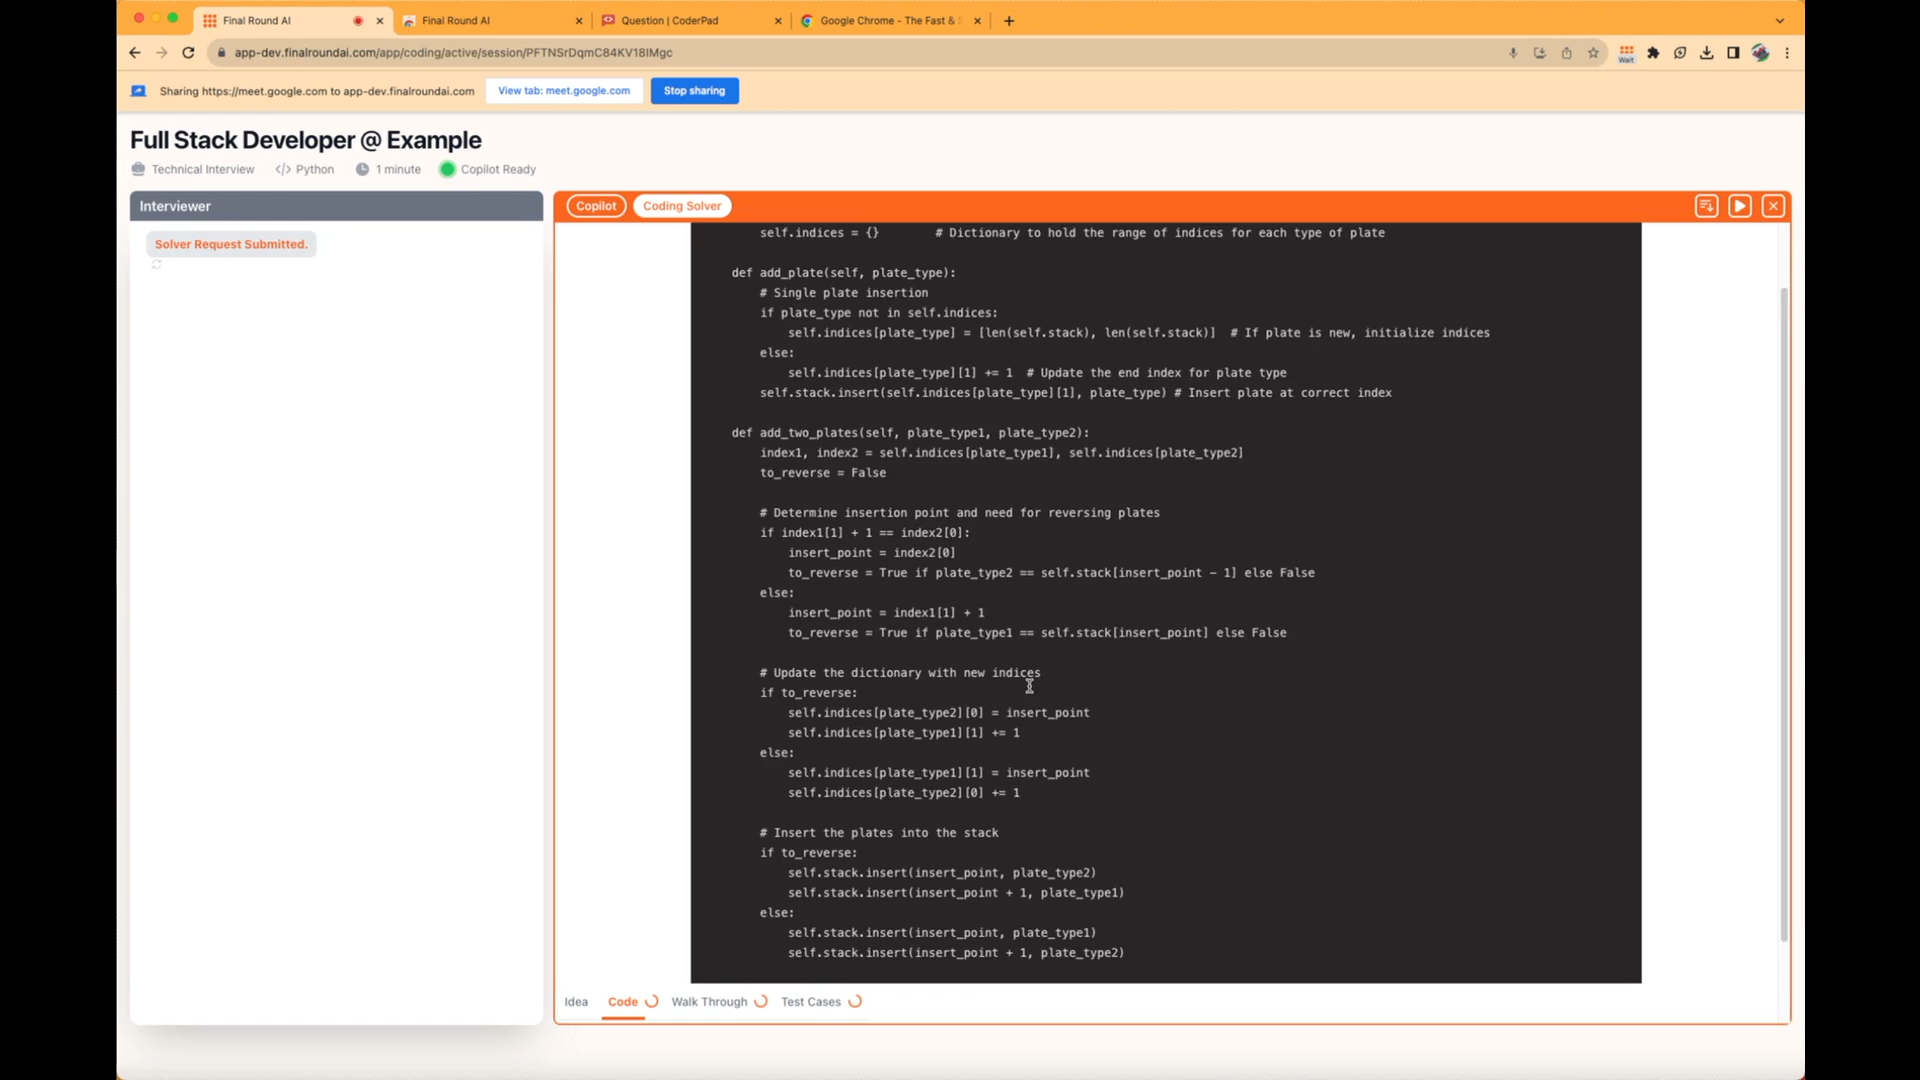 Final Round AI
Final Round AI
Question | CoderPad
Google Chrome - The Fast &
app-dev.finalroundai.com/app/coding/active/session/PFTNSrDqmC84KV18IMgc
Wait
Sharing https://meet.google.com to app-dev.finalroundai.com
View tab: meet.google.com
Stop sharing
Full Stack Developer @ Example
Technical Interview
</> Python
1 minute
Copilot Ready
Interviewer
Solver Request Submitted.
Copilot
Coding Solver
self.indices = {}        # Dictionary to hold the range of indices for each type of plate
def add_plate(self, plate_type):
# Single plate insertion
if plate_type not in self.indices:
self.indices[plate_type] = [len(self.stack), len(self.stack)]  # If plate is new, initialize indices
else:
self.indices[plate_type][1] += 1  # Update the end index for plate type
self.stack.insert(self.indices[plate_type][1], plate_type) # Insert plate at correct index
def add_two_plates(self, plate_type1, plate_type2):
index1, index2 = self.indices[plate_type1], self.indices[plate_type2]
to_reverse = False
# Determine insertion point and need for reversing plates
if index1[1] + 1 == index2[0]:
insert_point = index2[0]
to_reverse = True if plate_type2 == self.stack[insert_point - 1] else False
else:
insert_point = index1[1] + 1
to_reverse = True if plate_type1 == self.stack[insert_point] else False
# Update the dictionary with new indices
if to_reverse:
self.indices[plate_type2][0] = insert_point
self.indices[plate_type1][1] += 1
else:
self.indices[plate_type1][1] = insert_point
self.indices[plate_type2][0] += 1
# Insert the plates into the stack
if to_reverse:
self.stack.insert(insert_point, plate_type2)
self.stack.insert(insert_point + 1, plate_type1)
else:
self.stack.insert(insert_point, plate_type1)
self.stack.insert(insert_point + 1, plate_type2)
Idea
Code
Walk Through
Test Cases